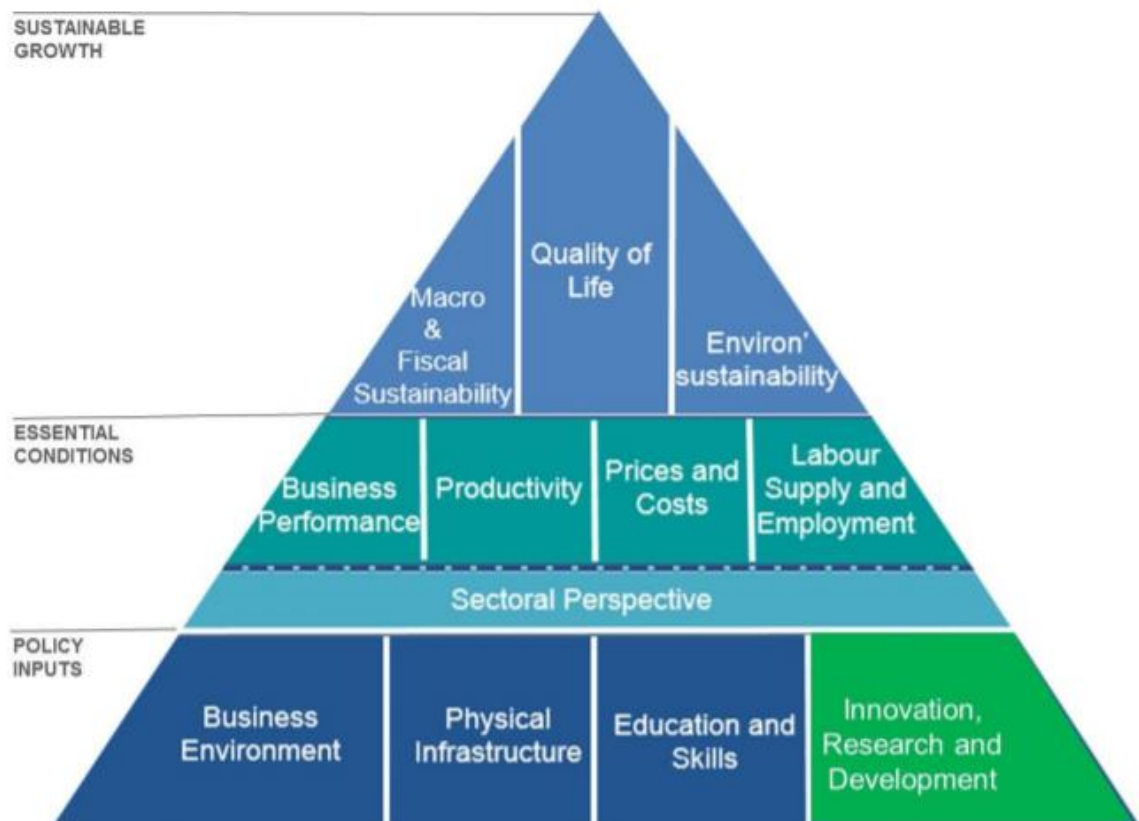 SUSTAINABLE
GROWTH
Quality of
Life
Macro
&
Fiscal
Sustainability
Environ’
sustainability
ESSENTIAL
CONDITIONS
Business
Performance
Productivity
Prices and
Costs
Labour
Supply and
Employment
Sectoral Perspective
POLICY
INPUTS
Business
Environment
Physical
Infrastructure
Education and
Skills
Innovation,
Research and
Development